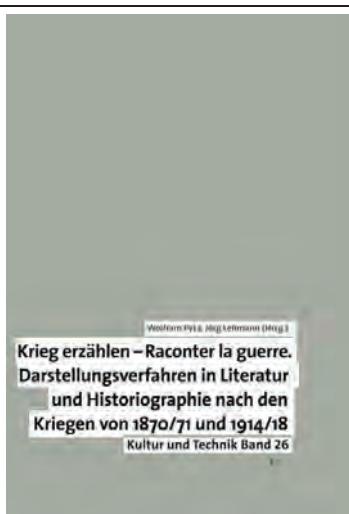 Wolfram Pyta, Jörg Lehmann (Hrsg.)
Krieg erzählen – Raconter la guerre.
Darstellungsverfahren in Literatur
und Historiographie nach den
Kriegen von 1870/71 und 1914/18
Kultur und Technik Band 26